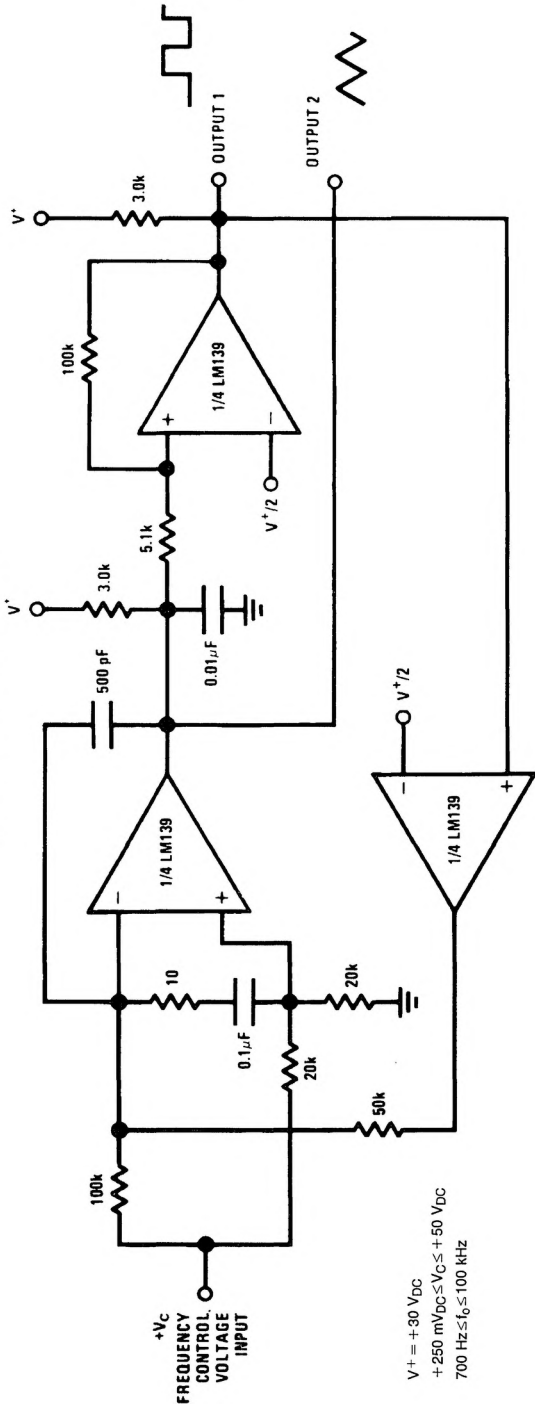 +VC
FREQUENCY
CONTROL
VOLTAGE
INPUT
100k
50k
20k
0.1µF
10
20k
−
+
1/4 LM139
500 pF
V+
3.0k
0.01µF
5.1k
100k
+
−
1/4 LM139
V+/2
V+
3.0k
OUTPUT 1
OUTPUT 2
V+/2
−
+
1/4 LM139
V+ = +30 VDC
+250 mVDC ≤ VC ≤ +50 VDC
700 Hz ≤ fo ≤ 100 kHz